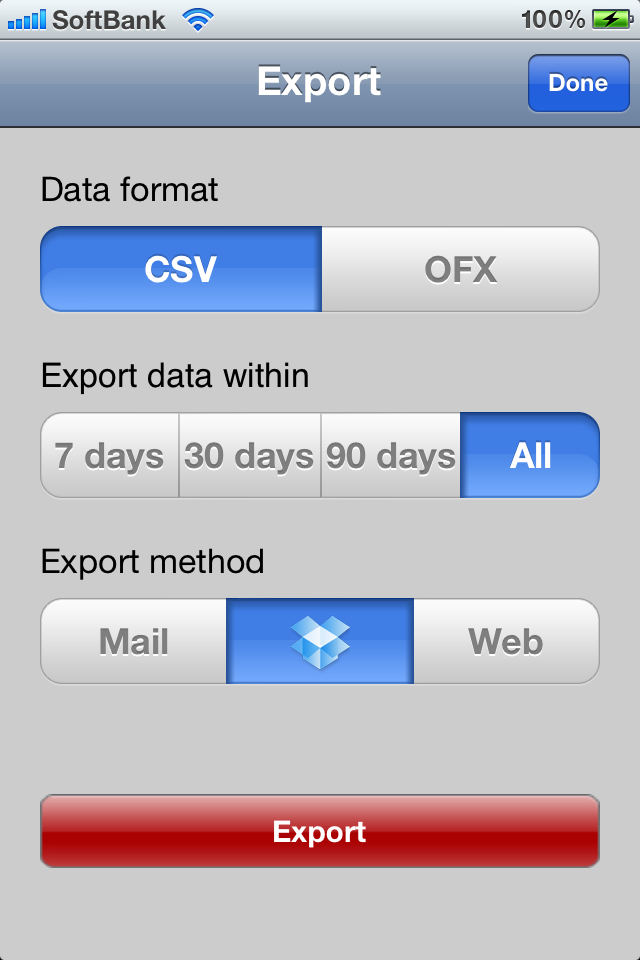 SoftBank 100%
Export Done
Data format
CSV OFX
Export data within
7 days 30 days 90 days All
Export method
Mail Web
Export